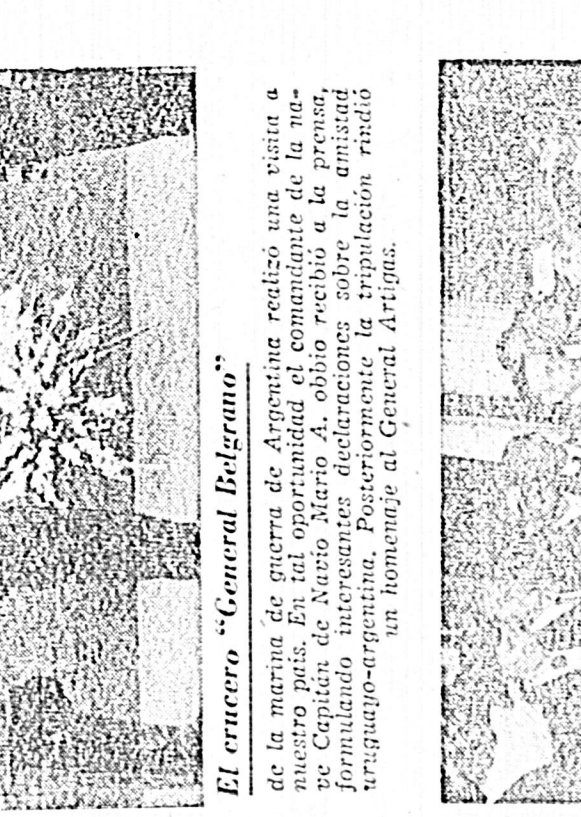 El crucero “General Belgrano”
de la marina de guerra de Argentina realizó una visita a
nuestro país. En tal oportunidad el comandante de la na-
ve Capitán de Navío Mario A. obbio recibió a la prensa,
formulando interesantes declaraciones sobre la amistad
uruguayo-argentina. Posteriormente la tripulación rindió
un homenaje al General Artigas.